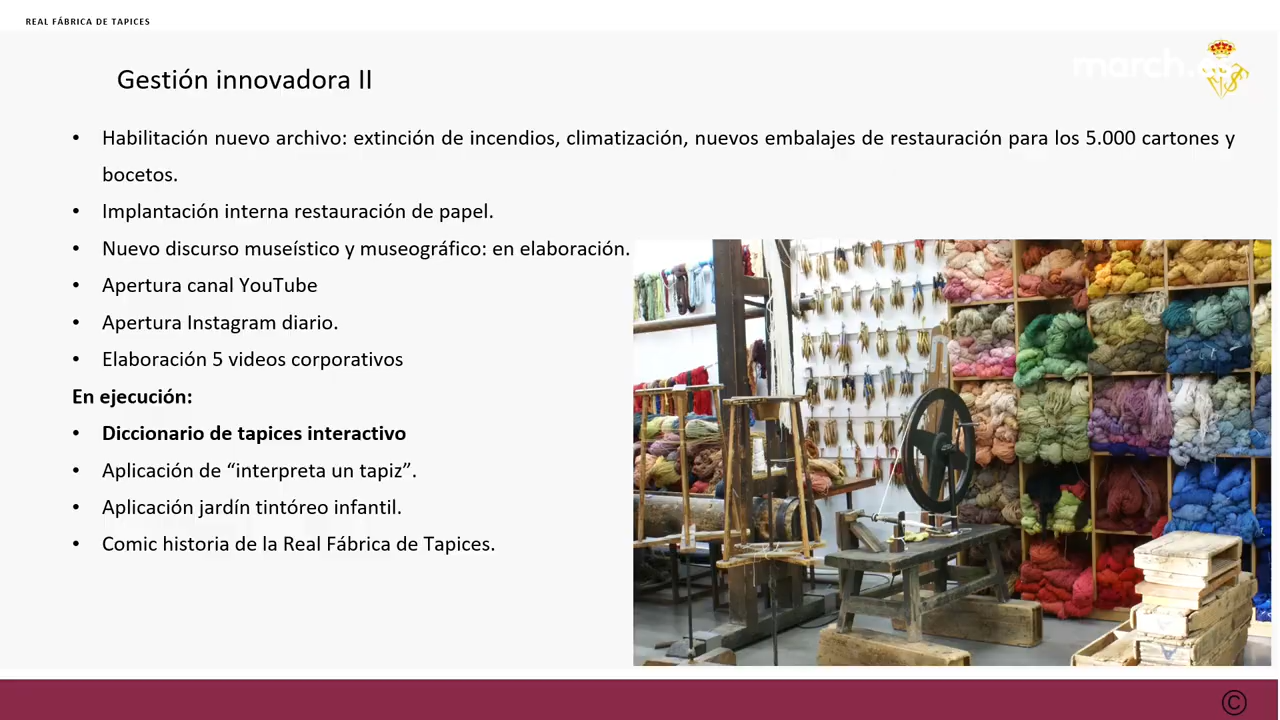 REAL FÁBRICA DE TAPICES
march.es
Gestión innovadora II
• Habilitación nuevo archivo: extinción de incendios, climatización, nuevos embalajes de restauración para los 5.000 cartones y
bocetos.
• Implantación interna restauración de papel.
• Nuevo discurso museístico y museográfico: en elaboración.
• Apertura canal YouTube
• Apertura Instagram diario.
• Elaboración 5 videos corporativos
En ejecución:
• Diccionario de tapices interactivo
• Aplicación de “interpreta un tapiz”.
• Aplicación jardín tintóreo infantil.
• Comic historia de la Real Fábrica de Tapices.
©